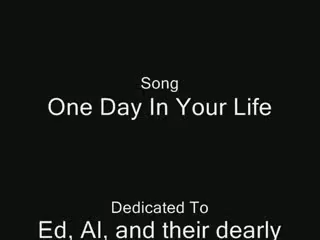 Song
One Day In Your Life
Dedicated To
Ed, Al, and their dearly